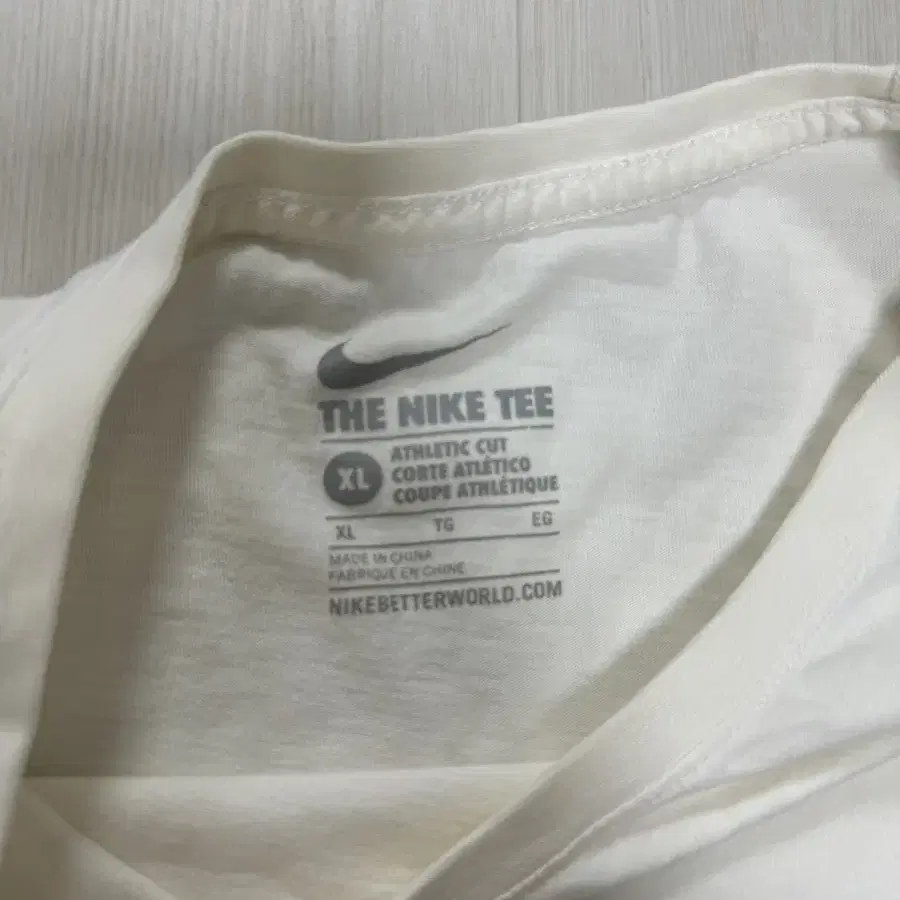 THE NIKE TEE
XL
ATHLETIC CUT
CORTE ATLÉTICO
COUPE ATHLÉTIQUE
XL TG EG
MADE IN CHINA
FABRIQUÉ EN CHINE
NIKEBETTERWORLD.COM